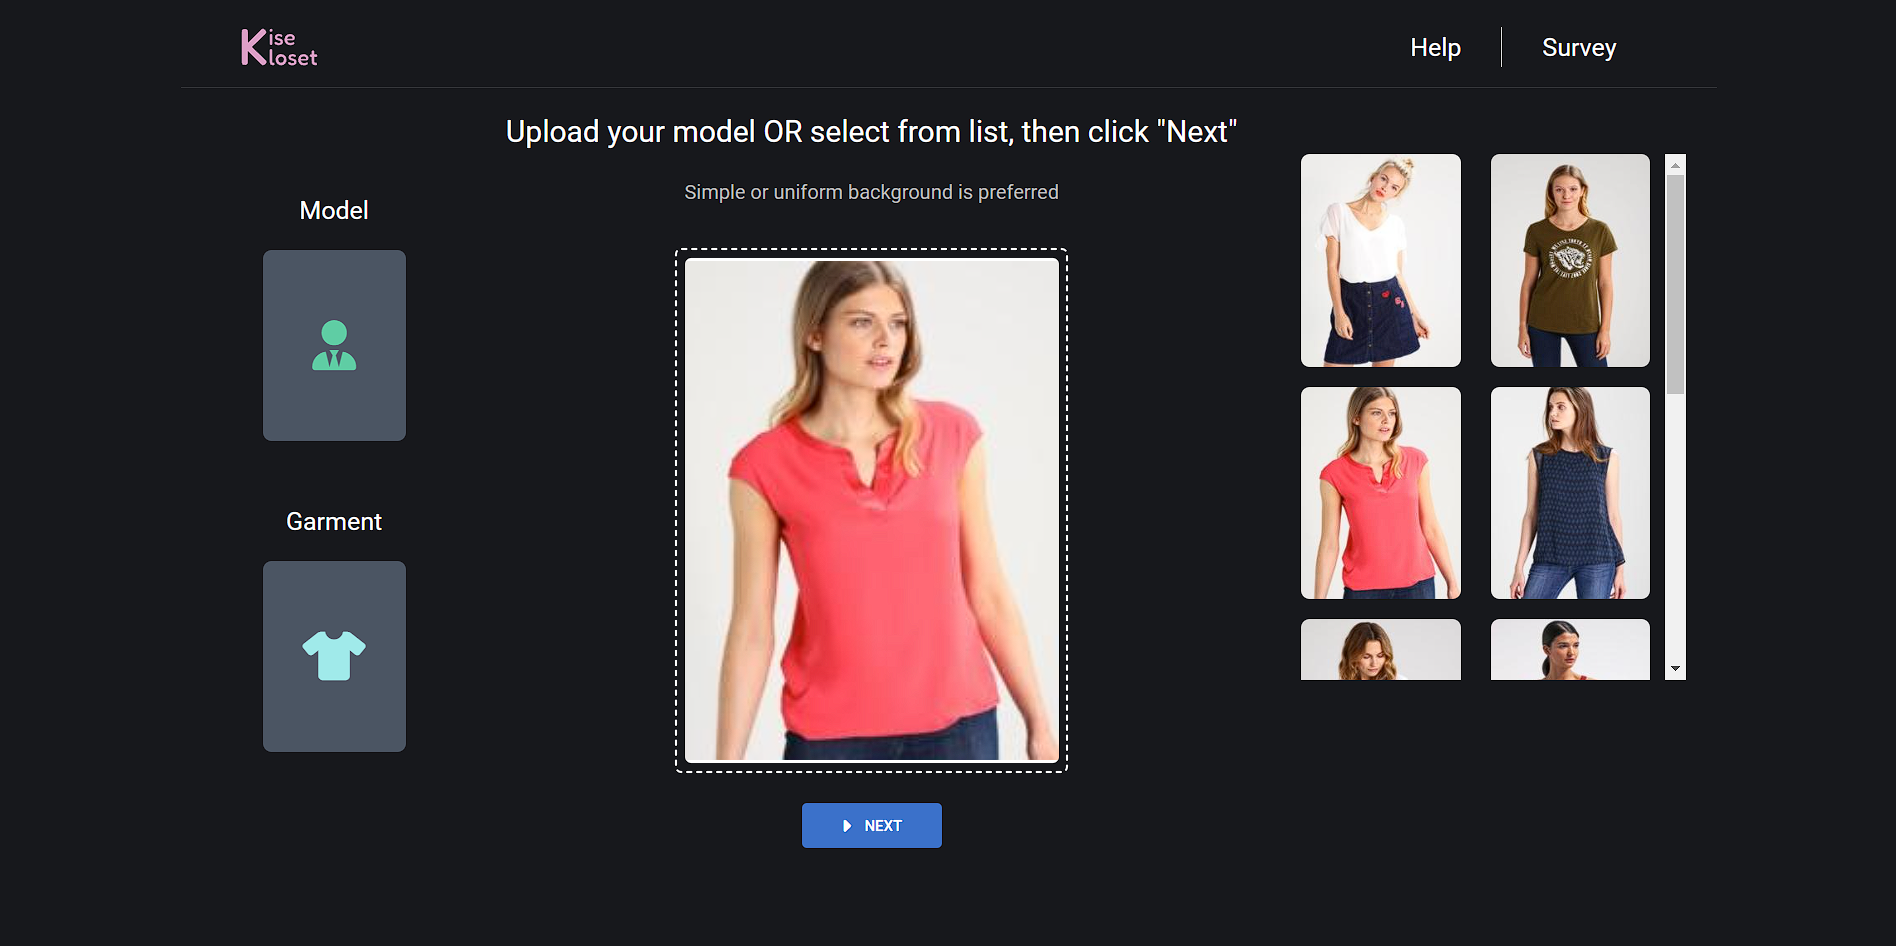 Kise
Kloset
Help
Survey
Upload your model OR select from list, then click "Next"
Simple or uniform background is preferred
Model
Garment
NEXT